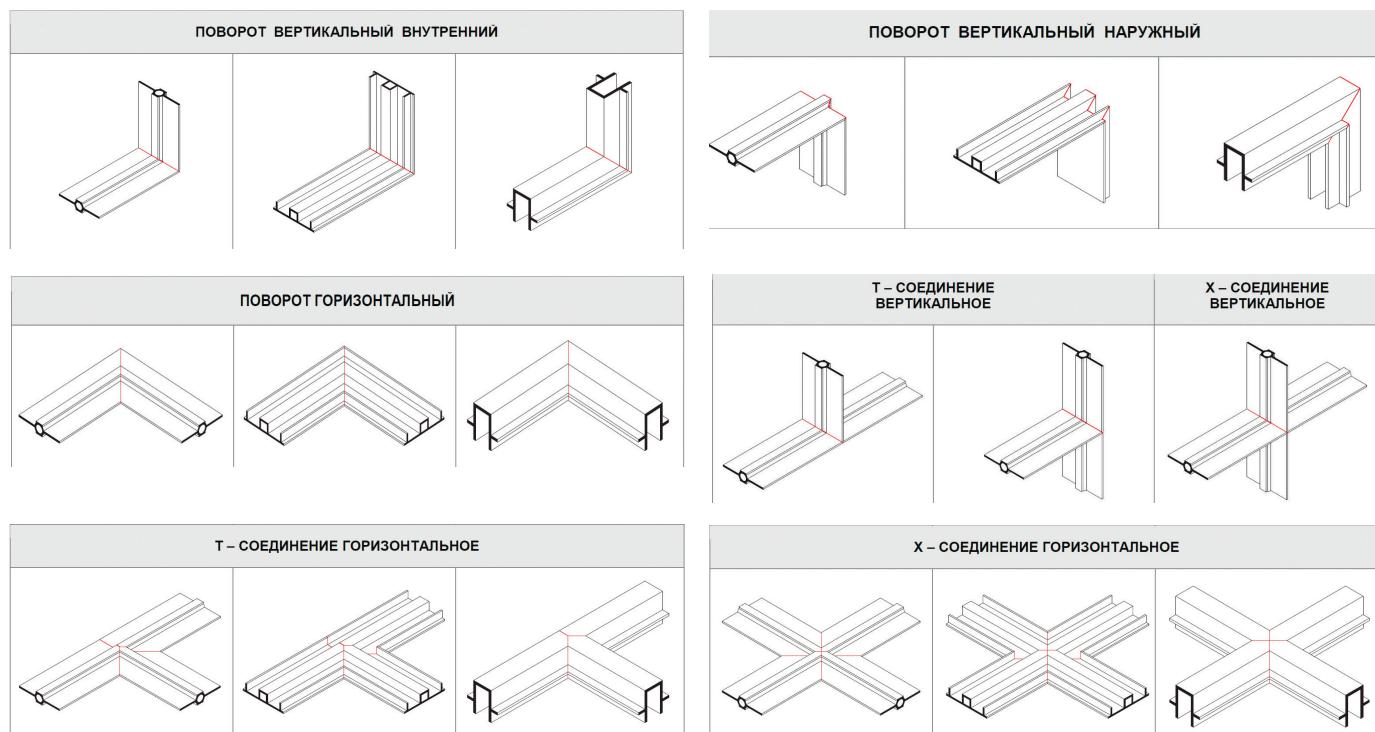 ПОВОРОТ ВЕРТИКАЛЬНЫЙ ВНУТРЕННИЙ
ПОВОРОТ ВЕРТИКАЛЬНЫЙ НАРУЖНЫЙ
ПОВОРОТ ГОРИЗОНТАЛЬНЫЙ
Т – СОЕДИНЕНИЕ
ВЕРТИКАЛЬНОЕ
Х – СОЕДИНЕНИЕ
ВЕРТИКАЛЬНОЕ
Т – СОЕДИНЕНИЕ ГОРИЗОНТАЛЬНОЕ
Х – СОЕДИНЕНИЕ ГОРИЗОНТАЛЬНОЕ